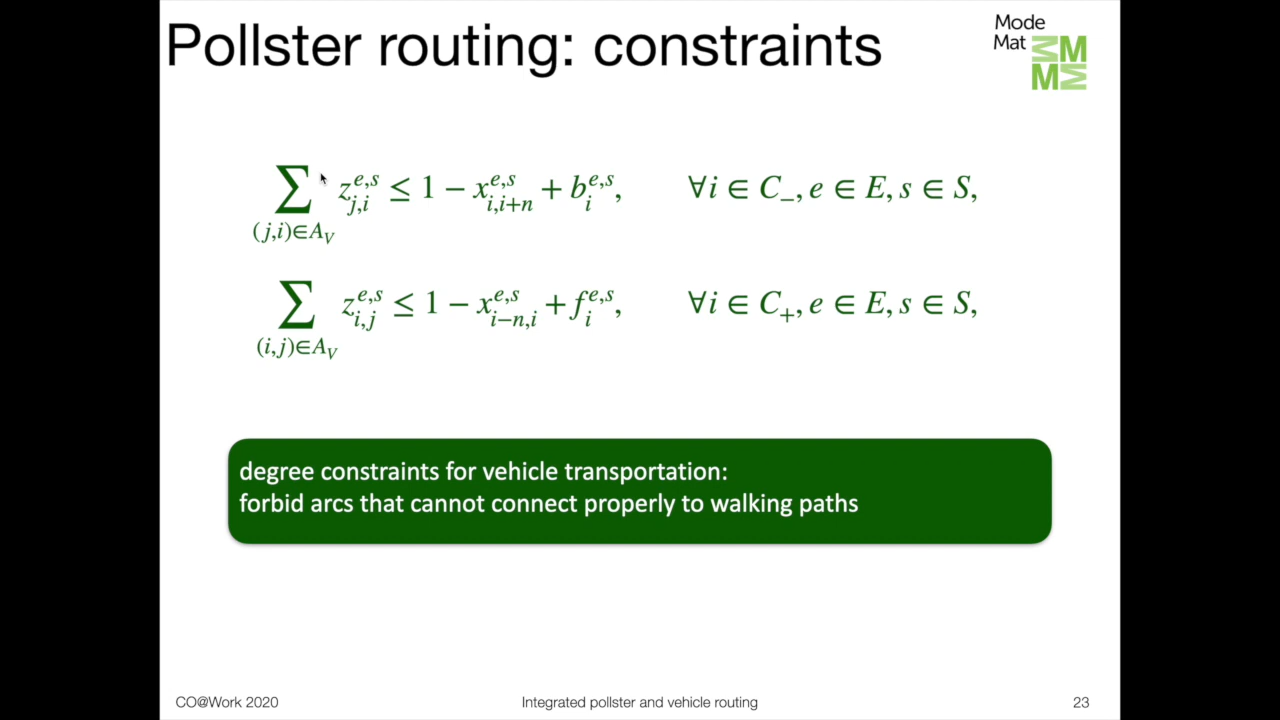 Pollster routing: constraints
Mode
Mat
M
M M
M
∑_{(j,i)∈A_V} z_{j,i}^{e,s} ≤ 1 − x_{i,i+n}^{e,s} + b_i^{e,s}, ∀i ∈ C_−, e ∈ E, s ∈ S,
∑_{(i,j)∈A_V} z_{i,j}^{e,s} ≤ 1 − x_{i−n,i}^{e,s} + f_i^{e,s}, ∀i ∈ C_+, e ∈ E, s ∈ S,
degree constraints for vehicle transportation:
forbid arcs that cannot connect properly to walking paths
CO@Work 2020
Integrated pollster and vehicle routing
23